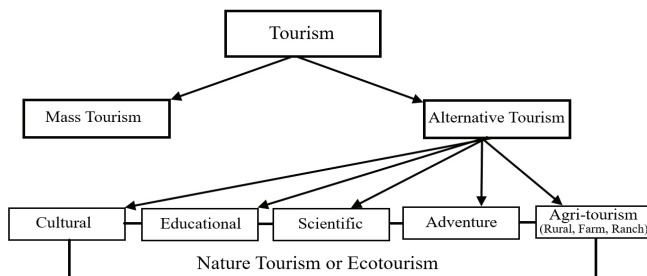 Tourism
Mass Tourism
Alternative Tourism
Cultural
Educational
Scientific
Adventure
Agri-tourism
(Rural, Farm, Ranch)
Nature Tourism or Ecotourism